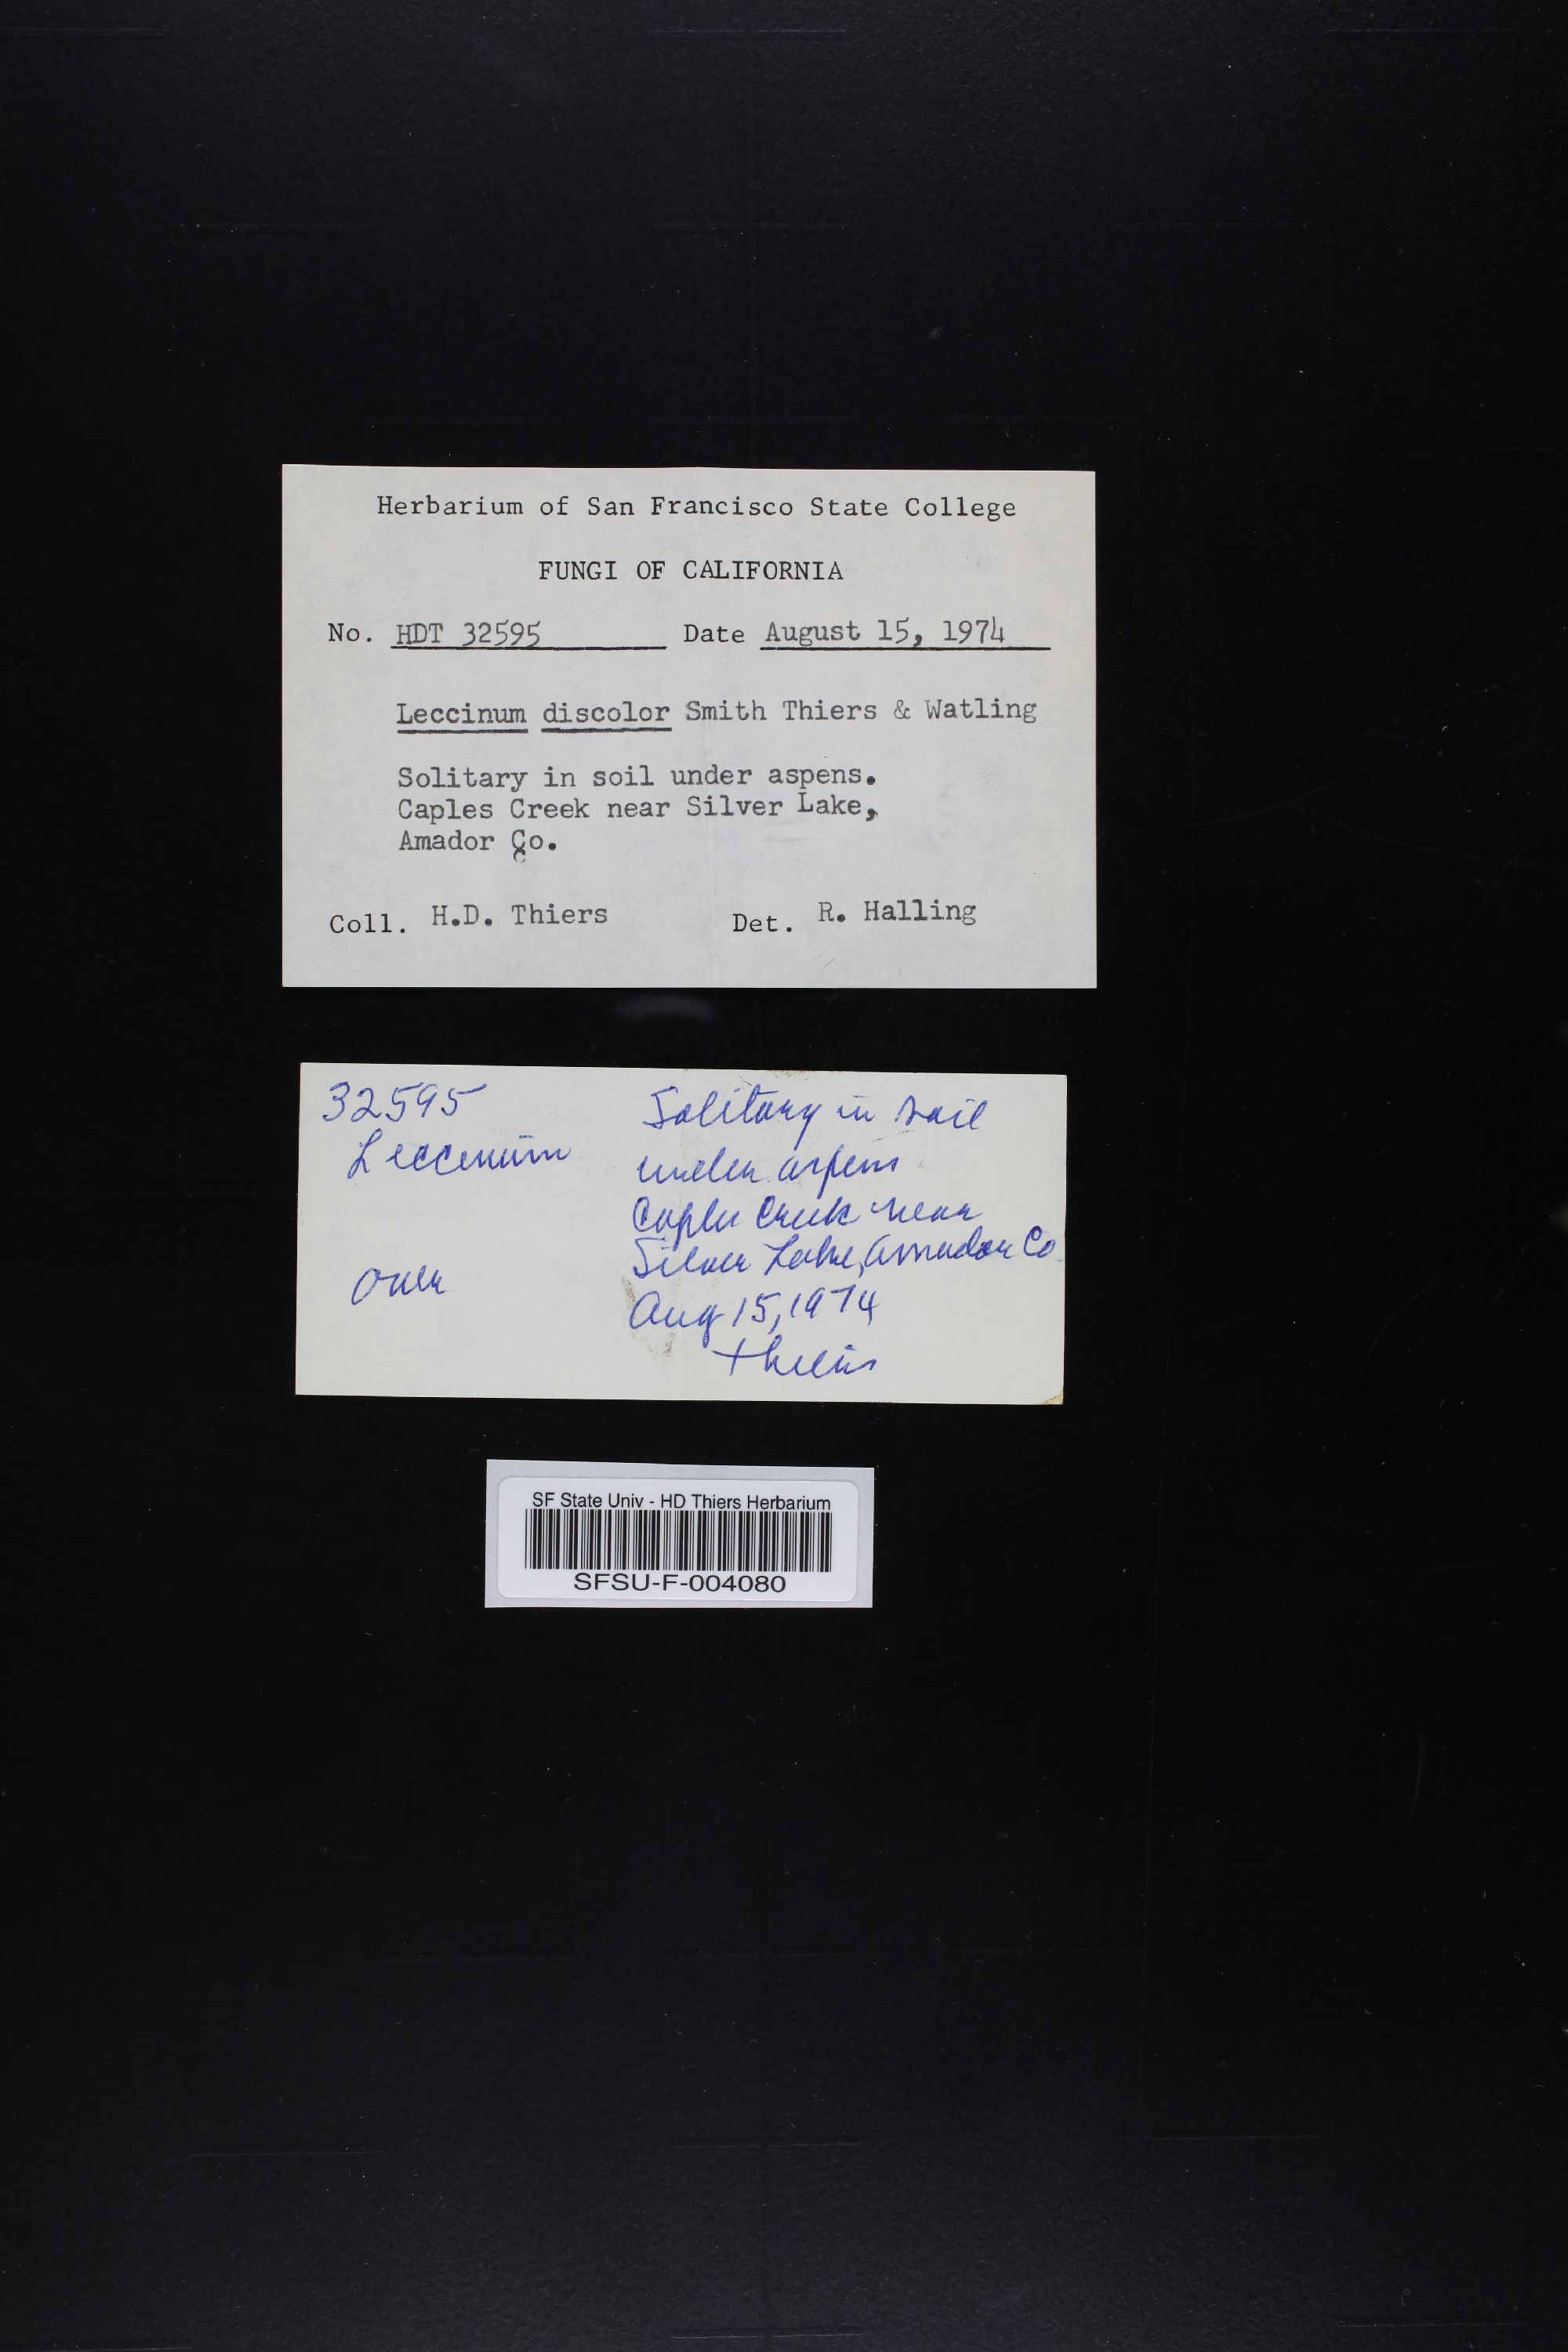 Herbarium of San Francisco State College
FUNGI OF CALIFORNIA
No. HDT 32595 Date August 15, 1974
Leccinum discolor Smith Thiers & Watling
Solitary in soil under aspens.
Caples Creek near Silver Lake,
Amador Co.
Coll. H.D. Thiers Det. R. Halling
32595
Leccinum
over
Solitary in soil
under aspens
Caples Creek near
Silver Lake, Amador Co.
Aug 15, 1974
Thiers
SF State Univ - HD Thiers Herbarium
SFSU-F-004080